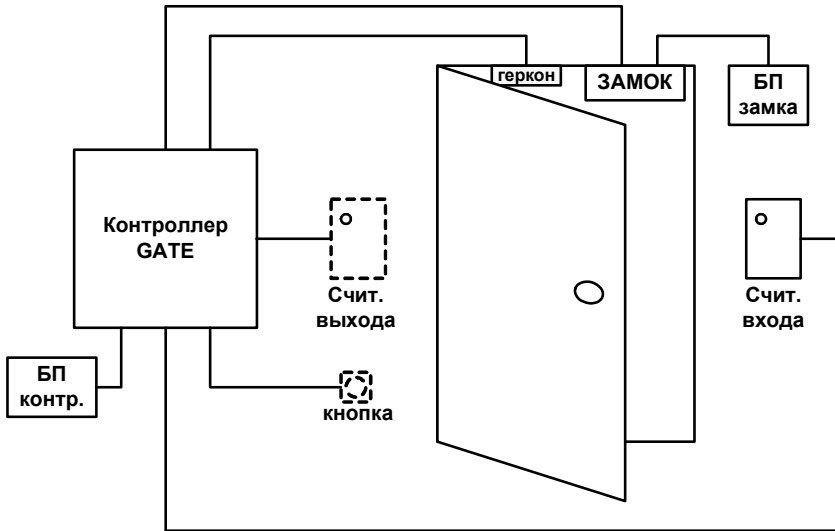 геркон
ЗАМОК
БП
замка
Контроллер
GATE
Счит.
выхода
Счит.
входа
БП
контр.
кнопка